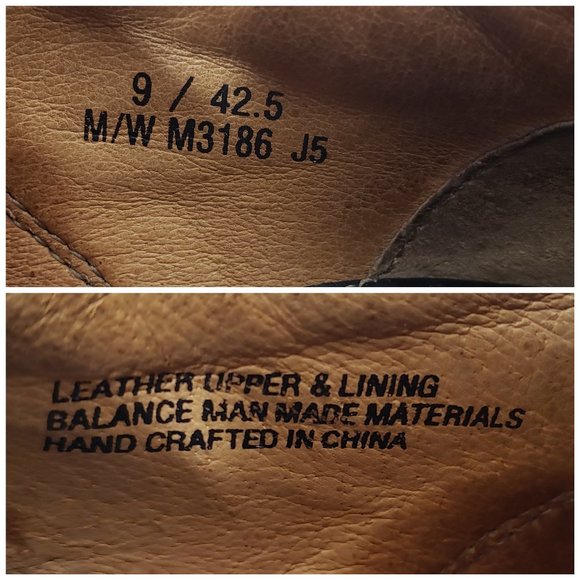 9 / 42.5
M/W M3186 J5
LEATHER UPPER & LINING
BALANCE MAN MADE MATERIALS
HAND CRAFTED IN CHINA